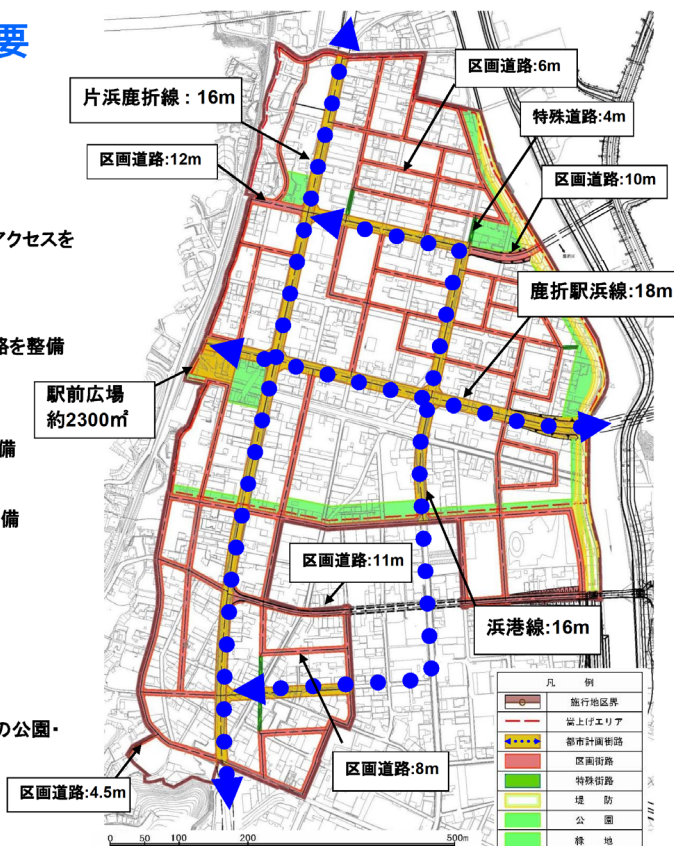 要
片浜鹿折線：16m
区画道路:6m
特殊道路:4m
区画道路:12m
区画道路:10m
アクセスを
鹿折駅浜線:18m
路を整備
駅前広場
約2300㎡
備
備
区画道路:11m
浜港線:16m
の公園・
区画道路:8m
区画道路:4.5m
凡 例
施行地区界
嵩上げエリア
都市計画街路
区画街路
特殊街路
堤 防
公 園
緑 地
0 50 100 200 500m